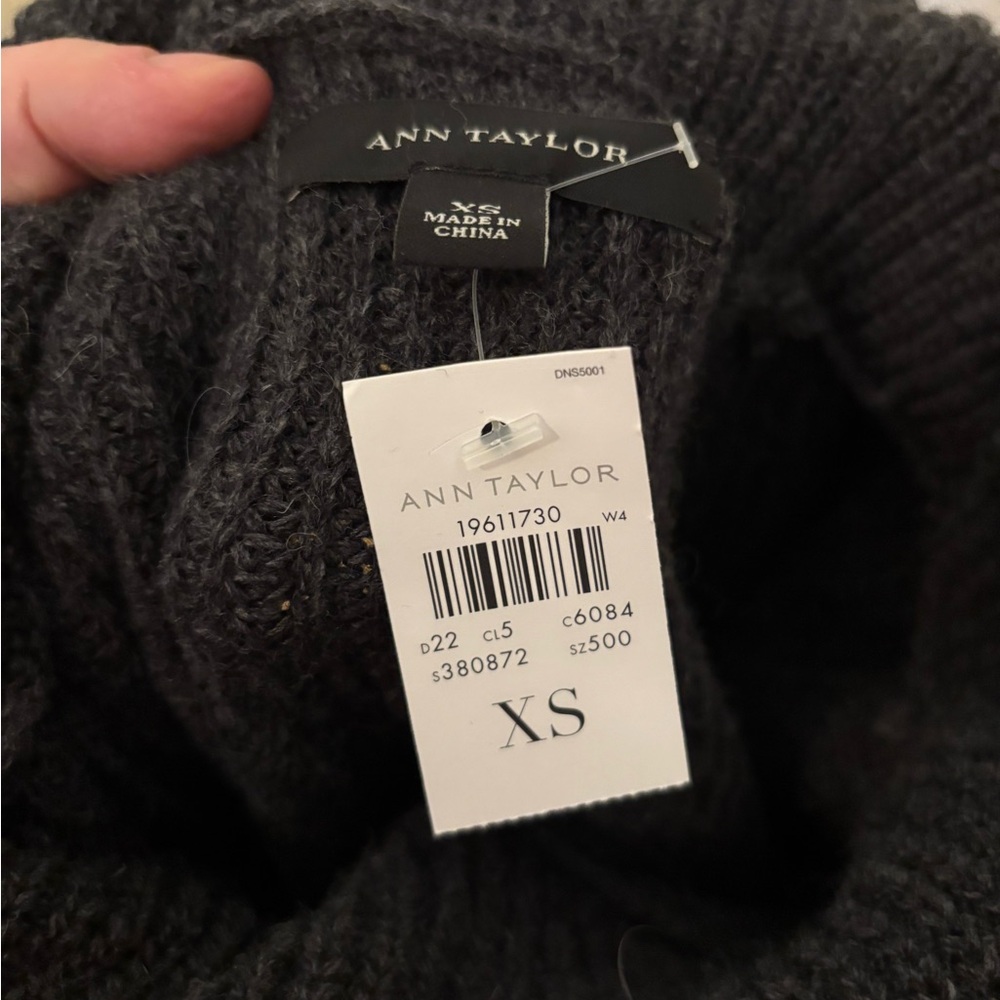 ANN TAYLOR
XS
MADE IN
CHINA
DNS5001
ANN TAYLOR
19611730 W4
D22 CL5 C6084
S380872 SZ500
XS